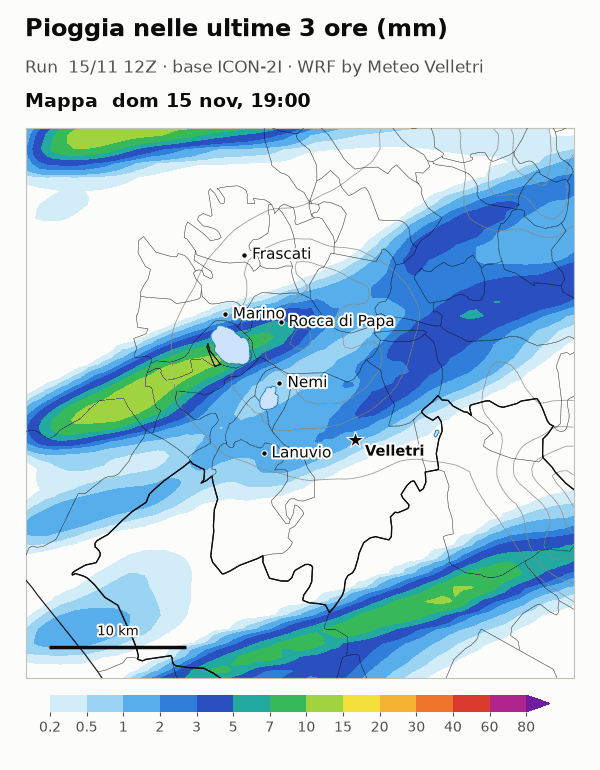 Pioggia nelle ultime 3 ore (mm)
Run  15/11 12Z · base ICON-2I · WRF by Meteo Velletri
Mappa  dom 15 nov, 19:00
Frascati
Marino
Rocca di Papa
Nemi
Velletri
Lanuvio
10 km
0.2 0.5 1 2 3 5 7 10 15 20 30 40 60 80